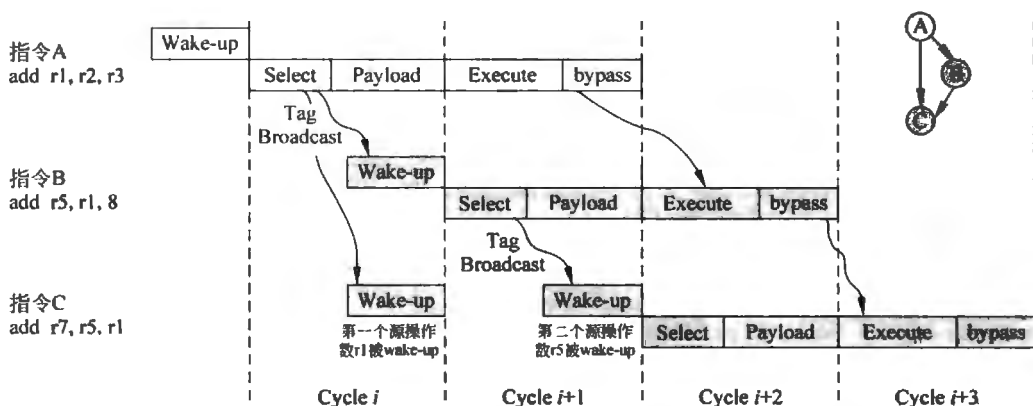 Wake-up
指令A
add r1, r2, r3
Select
Payload
Execute
bypass
A
B
C
Tag
Broadcast
指令B
add r5, r1, 8
Wake-up
Select
Payload
Execute
bypass
Tag
Broadcast
指令C
add r7, r5, r1
Wake-up
Wake-up
第一个源操作
数r1被wake-up
第二个源操作
数r5被wake-up
Select
Payload
Execute
bypass
Cycle i
Cycle i+1
Cycle i+2
Cycle i+3